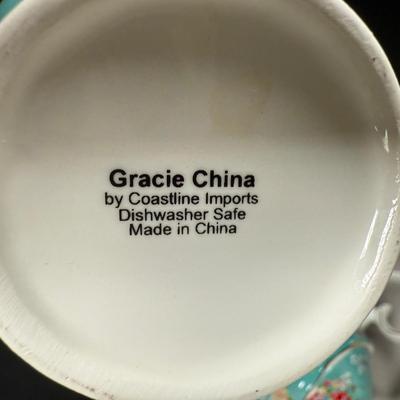 Gracie China
by Coastline Imports
Dishwasher Safe
Made in China